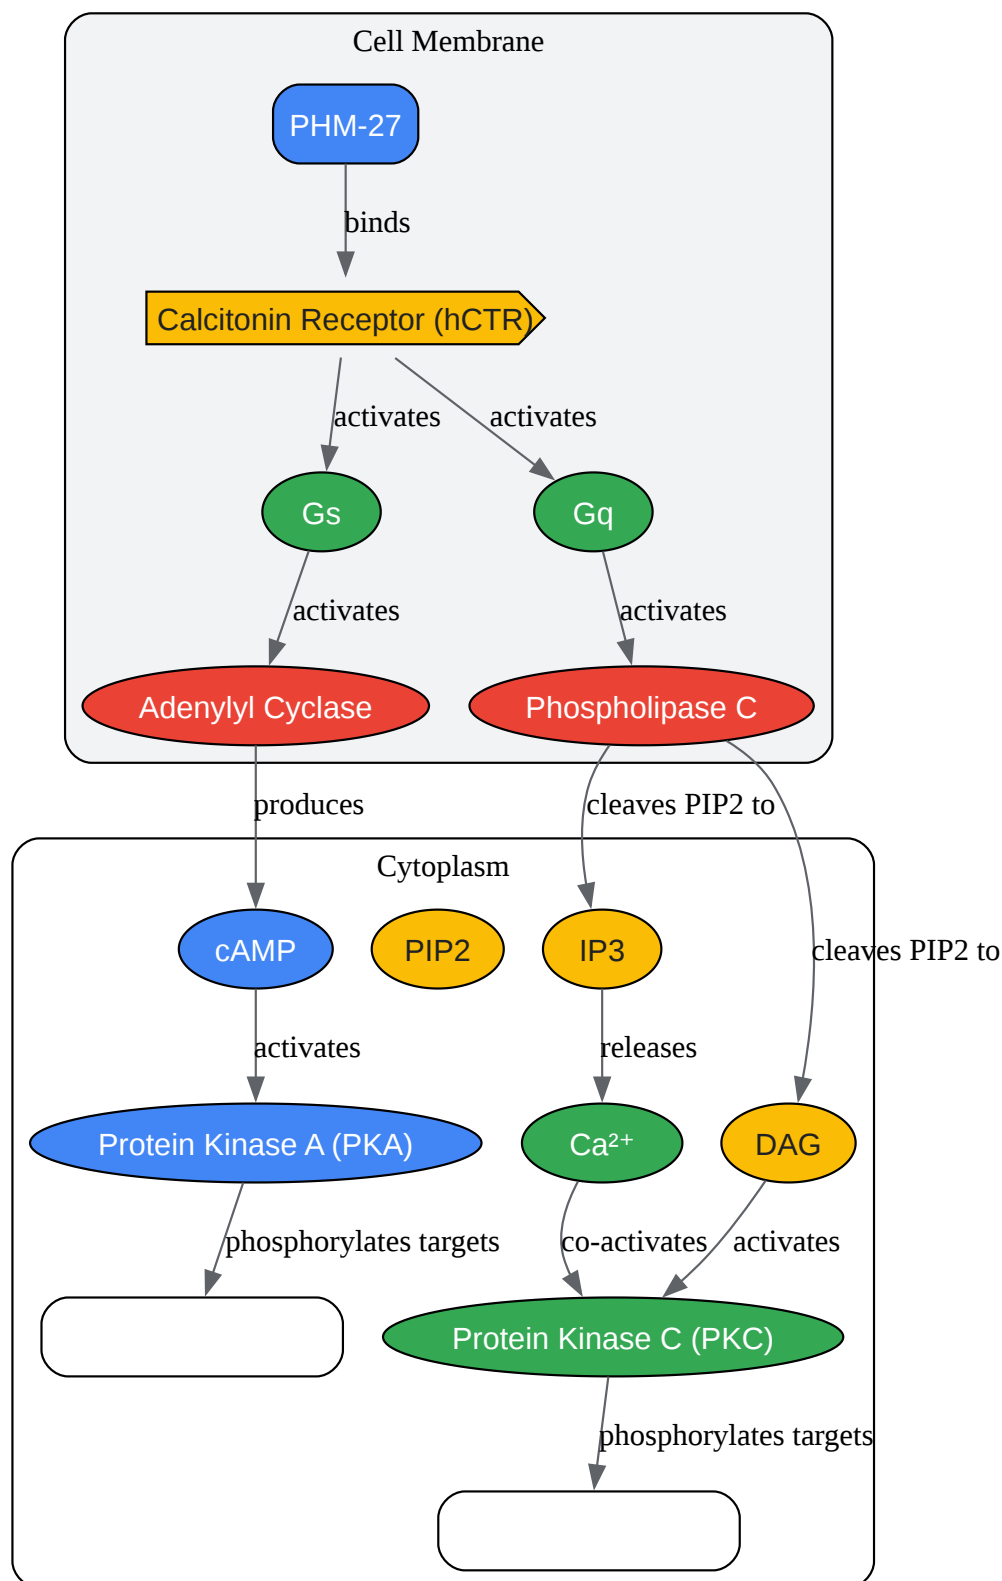 Cell Membrane
PHM-27
binds
Calcitonin Receptor (hCTR)
activates
activates
Gs
Gq
activates
activates
Adenylyl Cyclase
Phospholipase C
produces
cleaves PIP2 to
Cytoplasm
cAMP
PIP2
IP3
cleaves PIP2 to
activates
releases
Protein Kinase A (PKA)
Ca²⁺
DAG
phosphorylates targets
co-activates
activates
Protein Kinase C (PKC)
phosphorylates targets